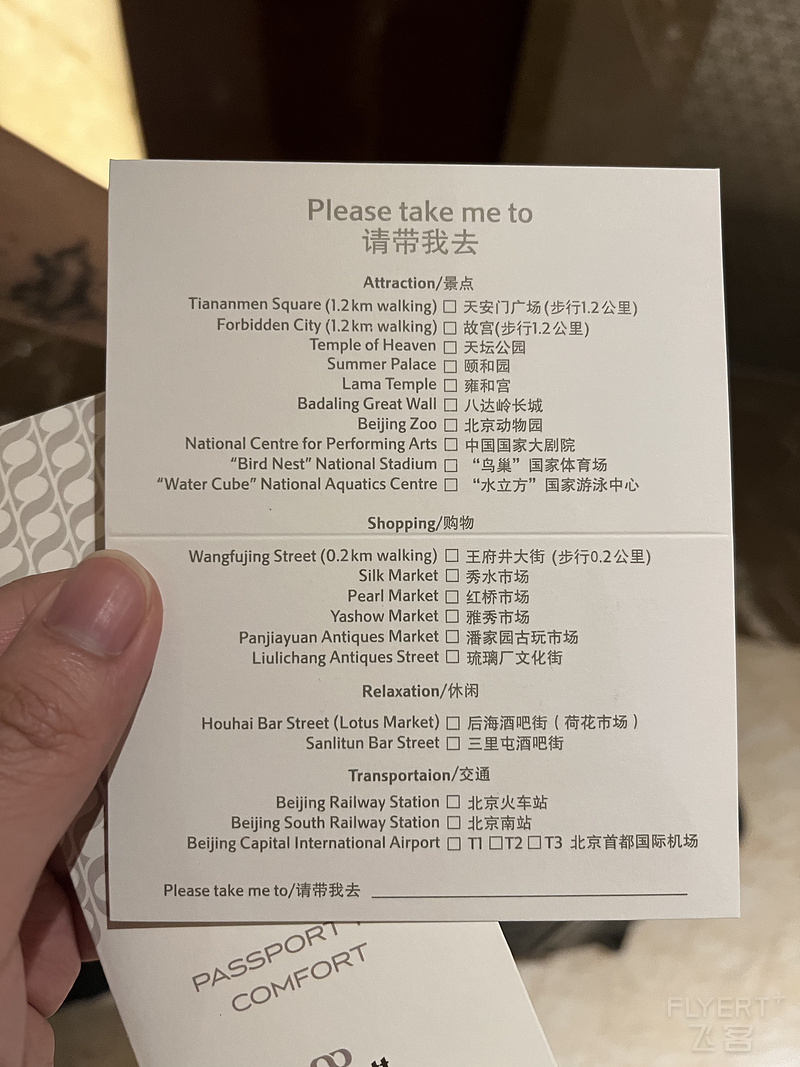 Please take me to
请带我去
Attraction/景点
Tiananmen Square (1.2km walking) □ 天安门广场(步行1.2公里)
Forbidden City (1.2km walking) □ 故宫(步行1.2公里)
Temple of Heaven □ 天坛公园
Summer Palace □ 颐和园
Lama Temple □ 雍和宫
Badaling Great Wall □ 八达岭长城
Beijing Zoo □ 北京动物园
National Centre for Performing Arts □ 中国国家大剧院
“Bird Nest” National Stadium □ “鸟巢”国家体育场
“Water Cube” National Aquatics Centre □ “水立方”国家游泳中心
Shopping/购物
Wangfujing Street (0.2km walking) □ 王府井大街 (步行0.2公里)
Silk Market □ 秀水市场
Pearl Market □ 红桥市场
Yashow Market □ 雅秀市场
Panjiayuan Antiques Market □ 潘家园古玩市场
Liulichang Antiques Street □ 琉璃厂文化街
Relaxation/休闲
Houhai Bar Street (Lotus Market) □ 后海酒吧街（荷花市场）
Sanlitun Bar Street □ 三里屯酒吧街
Transportaion/交通
Beijing Railway Station □ 北京火车站
Beijing South Railway Station □ 北京南站
Beijing Capital International Airport □ T1 □ T2 □ T3 北京首都国际机场
Please take me to/请带我去
PASSPORT
COMFORT
FLYERT
飞客